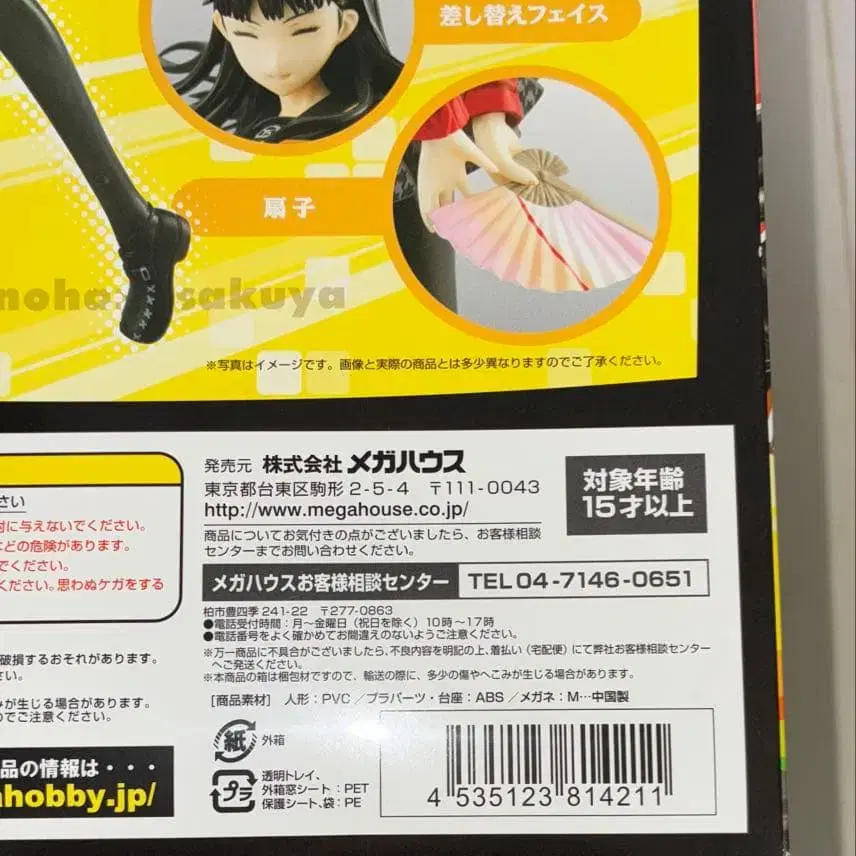 差し替えフェイス
扇子
noha sakuya
※写真はイメージです。画像と実際の商品とは多少異なりますのでご了承ください。
さい
対に与えないでください。
などの危険があります。
でください。
ください。思わぬケガをする
破損するおそれがあります。
さい。
みが生じる場合があります。
のでご注意ください。
品の情報は・・・
ahobby.jp/
発売元 株式会社 メガハウス
東京都台東区駒形2-5-4 〒111-0043
http://www.megahouse.co.jp/
商品についてお気付きの点がございましたら、お客様相談
センターまでお問い合わせください。
対象年齢
15才以上
メガハウスお客様相談センター TEL04-7146-0651
柏市豊四季241-22 〒277-0863
●電話受付時間：月～金曜日（祝日を除く）10時～17時
●電話番号をよく確かめてお間違えのないようご注意ください。
※万一商品に不具合がございましたら、不良内容を明記の上、着払い（宅配便）にて弊社お客様相談センター
へご発送ください。
※本商品の箱は梱包材ですので、輸送の際に、多少の傷やへこみが生じる場合があります。
[商品素材] 人形：PVC／プラパーツ・台座：ABS／メガネ：M…中国製
紙 外箱
プラ 透明トレイ、
外箱窓シート：PET
保護シート、袋：PE
4 535123 814211